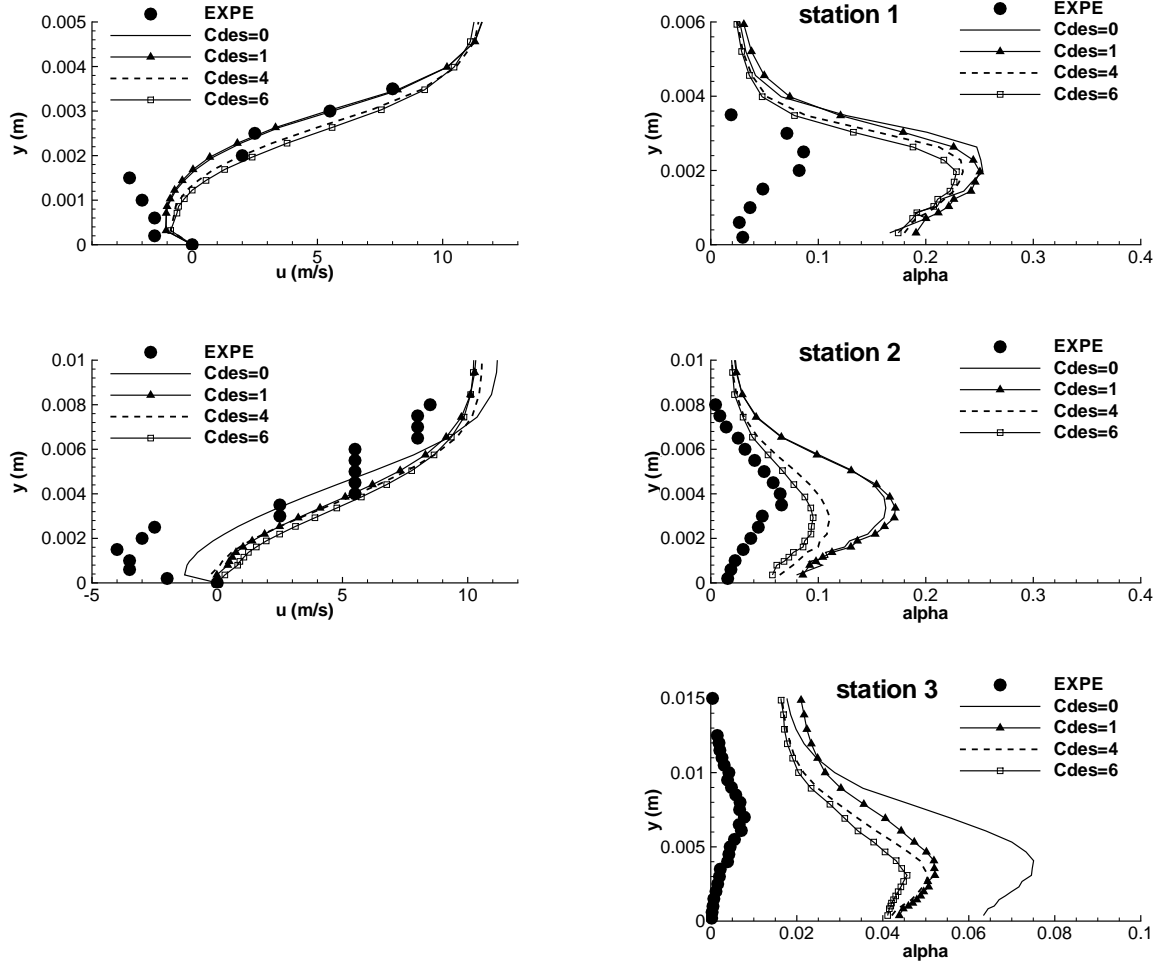 EXPE
Cdes=0
Cdes=1
Cdes=4
Cdes=6
0.005
0.004
0.003
0.002
0.001
0
y (m)
0 5 10
u (m/s)
station 1
EXPE
Cdes=0
Cdes=1
Cdes=4
Cdes=6
0.006
0.004
0.002
0
y (m)
0 0.1 0.2 0.3 0.4
alpha
EXPE
Cdes=0
Cdes=1
Cdes=4
Cdes=6
0.01
0.008
0.006
0.004
0.002
0
y (m)
-5 0 5 10
u (m/s)
station 2
EXPE
Cdes=0
Cdes=1
Cdes=4
Cdes=6
0.01
0.008
0.006
0.004
0.002
0
y (m)
0 0.1 0.2 0.3 0.4
alpha
station 3
EXPE
Cdes=0
Cdes=1
Cdes=4
Cdes=6
0.015
0.01
0.005
0
y (m)
0 0.02 0.04 0.06 0.08 0.1
alpha